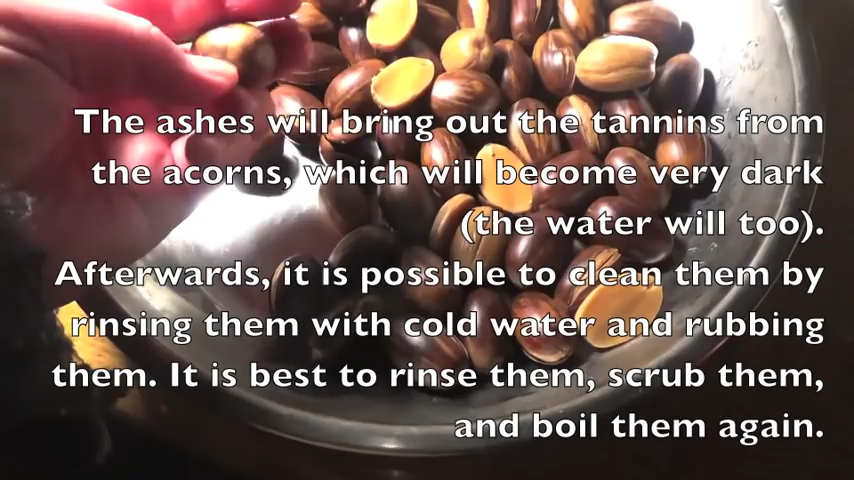 The ashes will bring out the tannins from
the acorns, which will become very dark
(the water will too).
Afterwards, it is possible to clean them by
rinsing them with cold water and rubbing
them. It is best to rinse them, scrub them,
and boil them again.